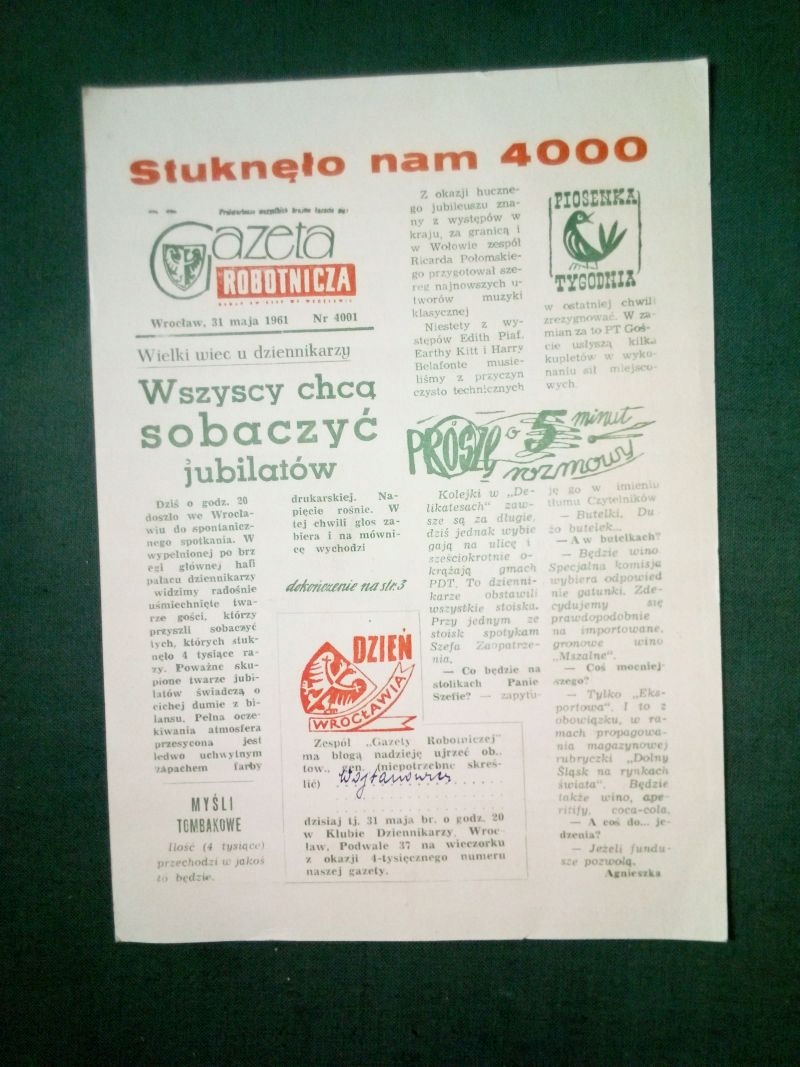 Stuknęło nam 4000
Proletariusze wszystkich krajów łączcie się!
Gazeta
ROBOTNICZA
Wrocław, 31 maja 1961 Nr 4001
Wielki wiec u dziennikarzy
Wszyscy chcą
sobaczyć
jubilatów
Dziś o godz. 20
doszło we Wrocła-
wiu do spontanicz-
nego spotkania. W
wypełnionej po brz
egi głównej hali
pałacu dziennikarzy
widzimy radośnie
uśmiechnięte twa-
rze gości, którzy
przyszli sobaczyć
tych, których stuk-
nęło 4 tysiące ra-
zy. Poważne sku-
pione twarze jubi-
latów świadczą o
cichej dumie z bi-
lansu. Pełna ocze-
kiwania atmosfera
przesycona jest
ledwo uchwytnym
zapachem farby
drukarskiej. Na-
pięcie rośnie. W
tej chwili głos za-
biera i na mówni-
cę wychodzi
dokończenie na str. 3
MYŚLI
TOMBAKOWE
Ilość (4 tysiące)
przechodzi w jakoś
to będzie.
DZIEŃ
WROCŁAWIA
Zespół „Gazety Robotniczej"
ma błogą nadzieję ujrzeć ob.,
tow., gen. (niepotrzebne skreś-
lić)
dzisiaj tj. 31 maja br. o godz. 20
w Klubie Dziennikarzy, Wroc-
ław, Podwale 37 na wieczorku
z okazji 4-tysięcznego numeru
naszej gazety.
Z okazji huczne-
go jubileuszu zna-
ny z występów w
kraju, za granicą i
w Wołowie zespół
Ricarda Połomskie-
go przygotował sze-
reg najnowszych u-
tworów muzyki
klasycznej
Niestety z wy-
stępów Edith Piaf,
Earthy Kitt i Harry
Belafonte musie-
liśmy z przyczyn
czysto technicznych
PIOSENKA
TYGODNIA
w ostatniej chwili
zrezygnować. W za-
mian za to PT Goś-
cie usłyszą kilka
kupletów w wyko-
naniu sił miejsco-
wych.
PROSZĘ o 5 minut
rozmowy
Kolejki w „De-
likatesach" zaw-
sze są za długie,
dziś jednak wybie
gają na ulicę i
sześciokrotnie o-
krążają gmach
PDT. To dzienni-
karze obstawili
wszystkie stoiska.
Przy jednym ze
stoisk spotykam
Szefa Zaopatrze-
nia.
— Co będzie na
stolikach Panie
Szefie? — zapytu-
ję go w imieniu
tłumu Czytelników
— Butelki. Du
żo butelek...
— A w butelkach?
— Będzie wino
Specjalna komisja
wybiera odpowied
nie gatunki. Zde-
cydujemy się
prawdopodobnie
na importowane,
gronowe wino
„Mszalne".
— Coś mocniej-
szego?
— Tylko „Eks-
portowa". I to z
obowiązku, w ra-
mach propagowa-
nia magazynowej
rubryczki „Dolny
Śląsk na rynkach
świata". Będzie
także wino, ape-
ritify, coca-cola.
— A coś do... je-
dzenia?
— Jeżeli fundu-
sze pozwolą.
Agnieszka